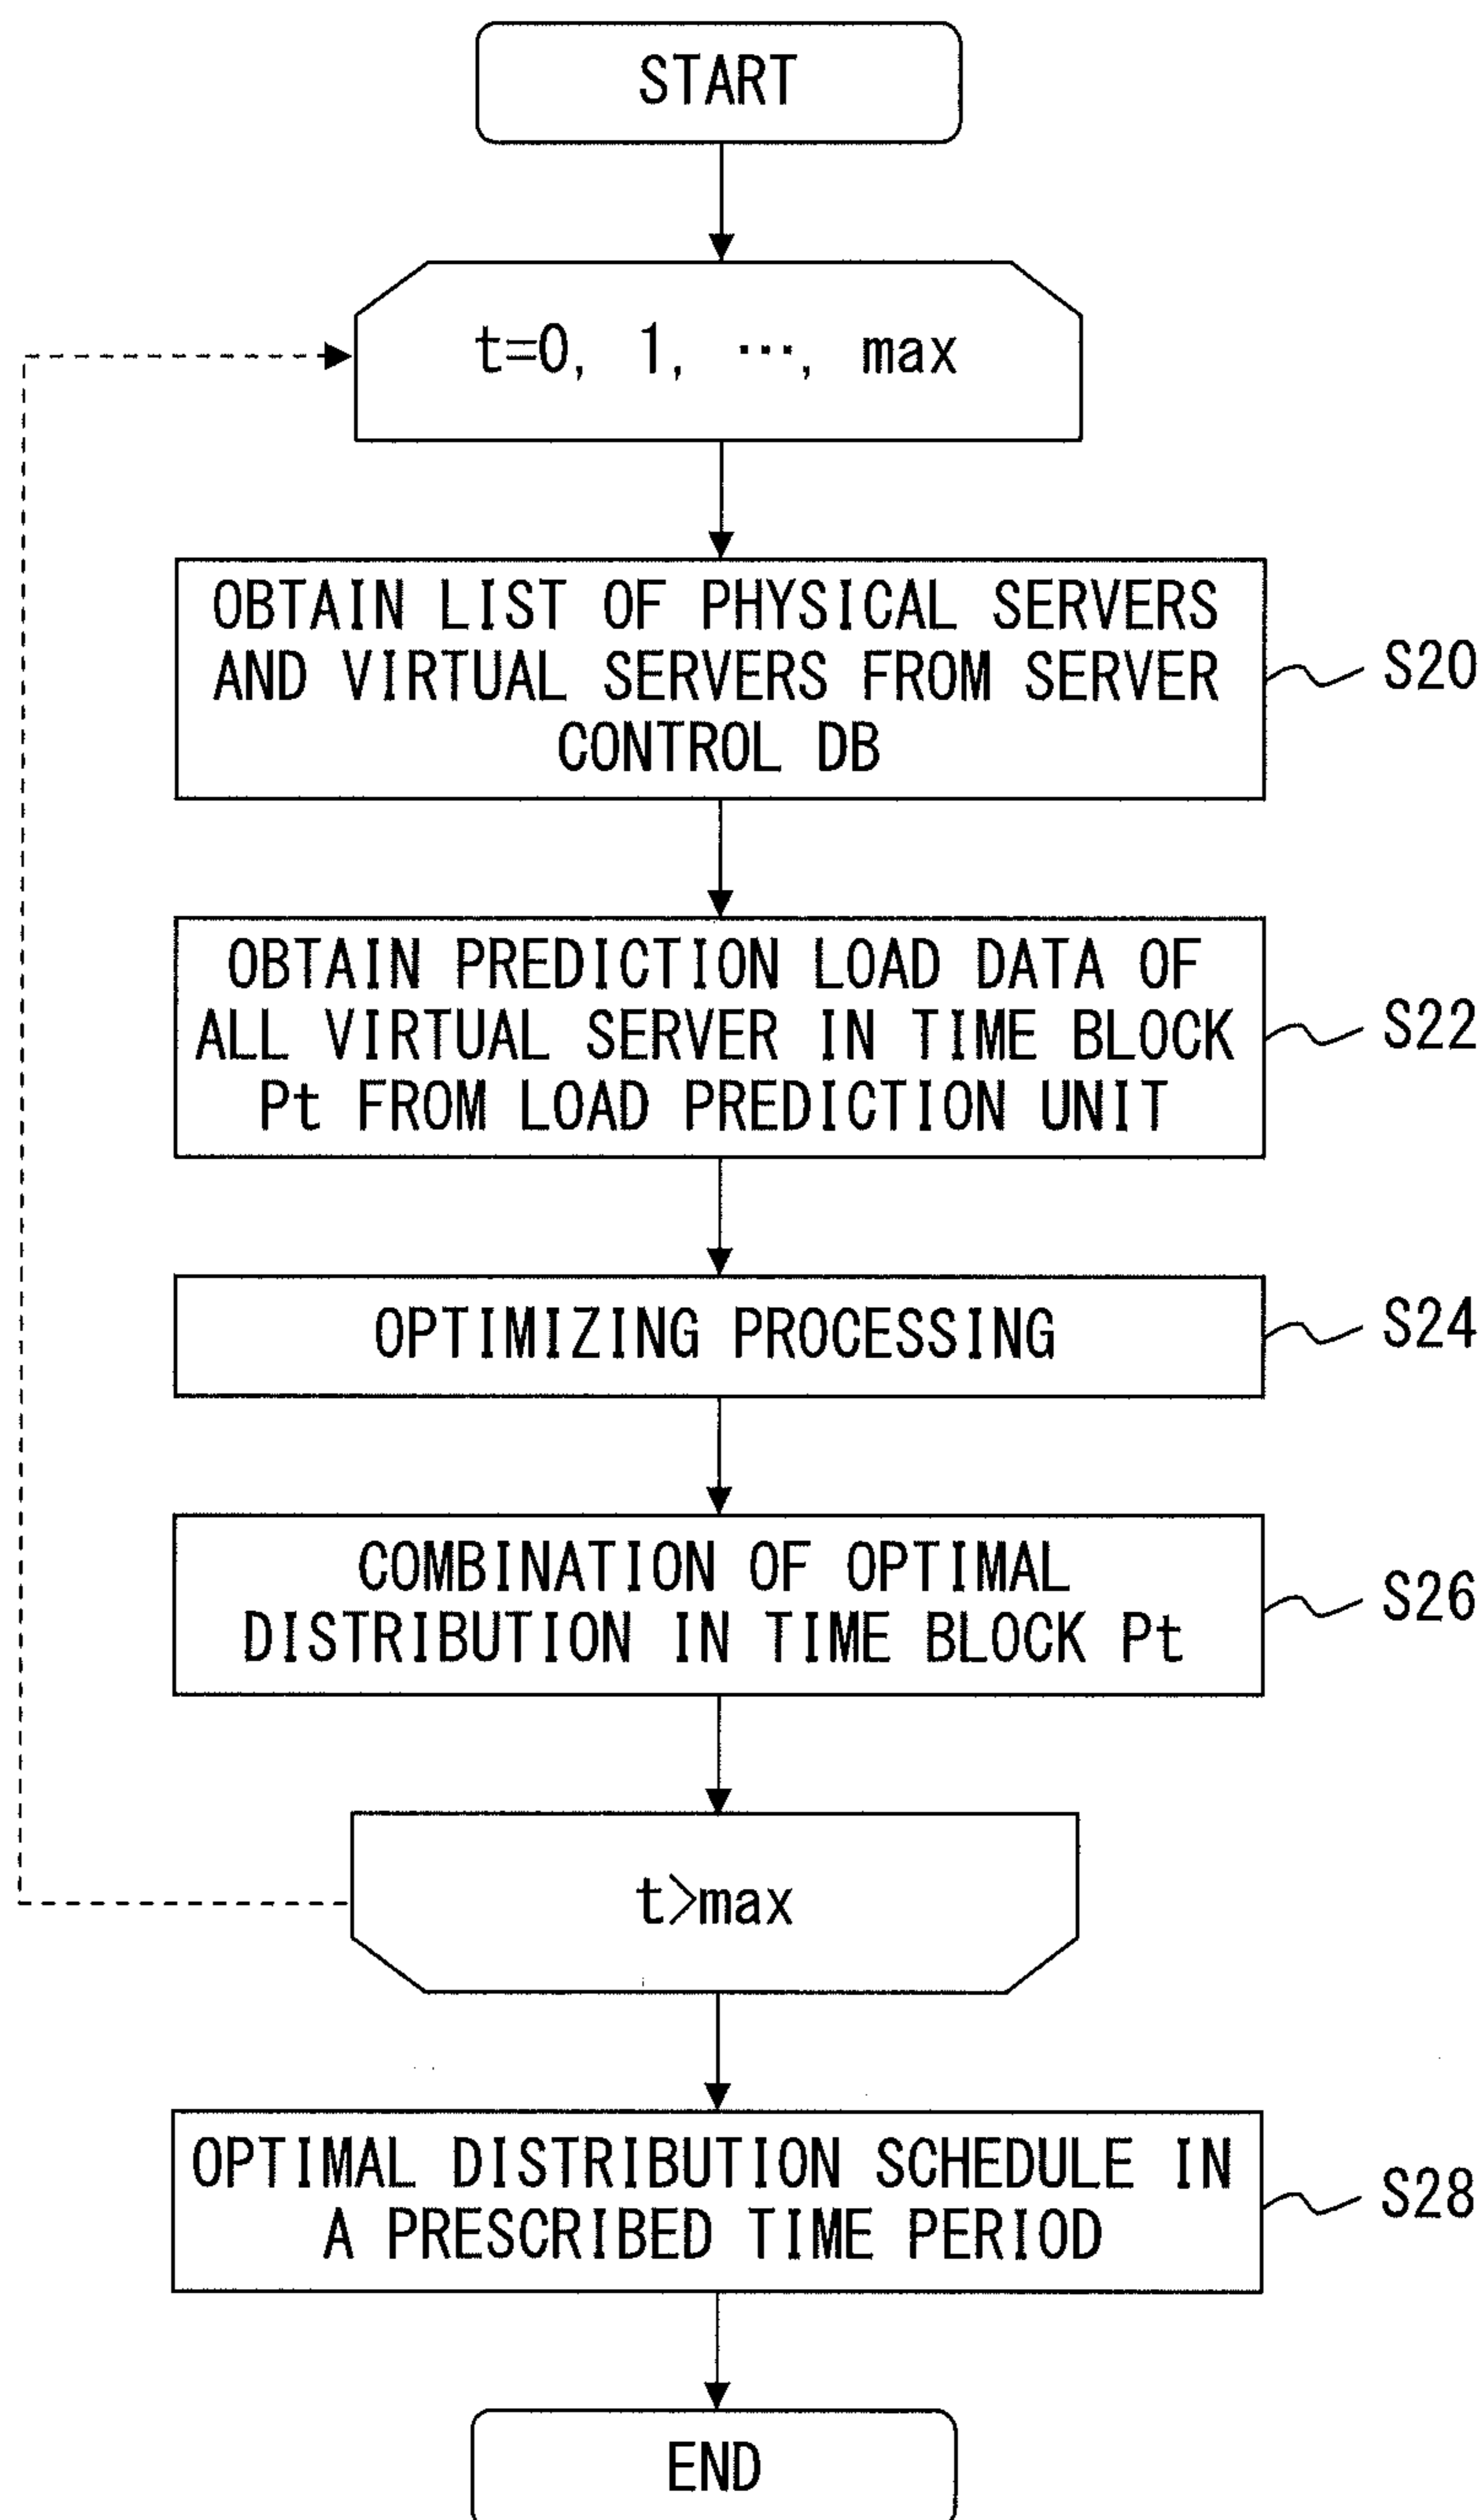 START
t=0, 1, ···, max
OBTAIN LIST OF PHYSICAL SERVERS
AND VIRTUAL SERVERS FROM SERVER
CONTROL DB
S20
OBTAIN PREDICTION LOAD DATA OF
ALL VIRTUAL SERVER IN TIME BLOCK
Pt FROM LOAD PREDICTION UNIT
S22
OPTIMIZING PROCESSING
S24
COMBINATION OF OPTIMAL
DISTRIBUTION IN TIME BLOCK Pt
S26
t>max
OPTIMAL DISTRIBUTION SCHEDULE IN
A PRESCRIBED TIME PERIOD
S28
END